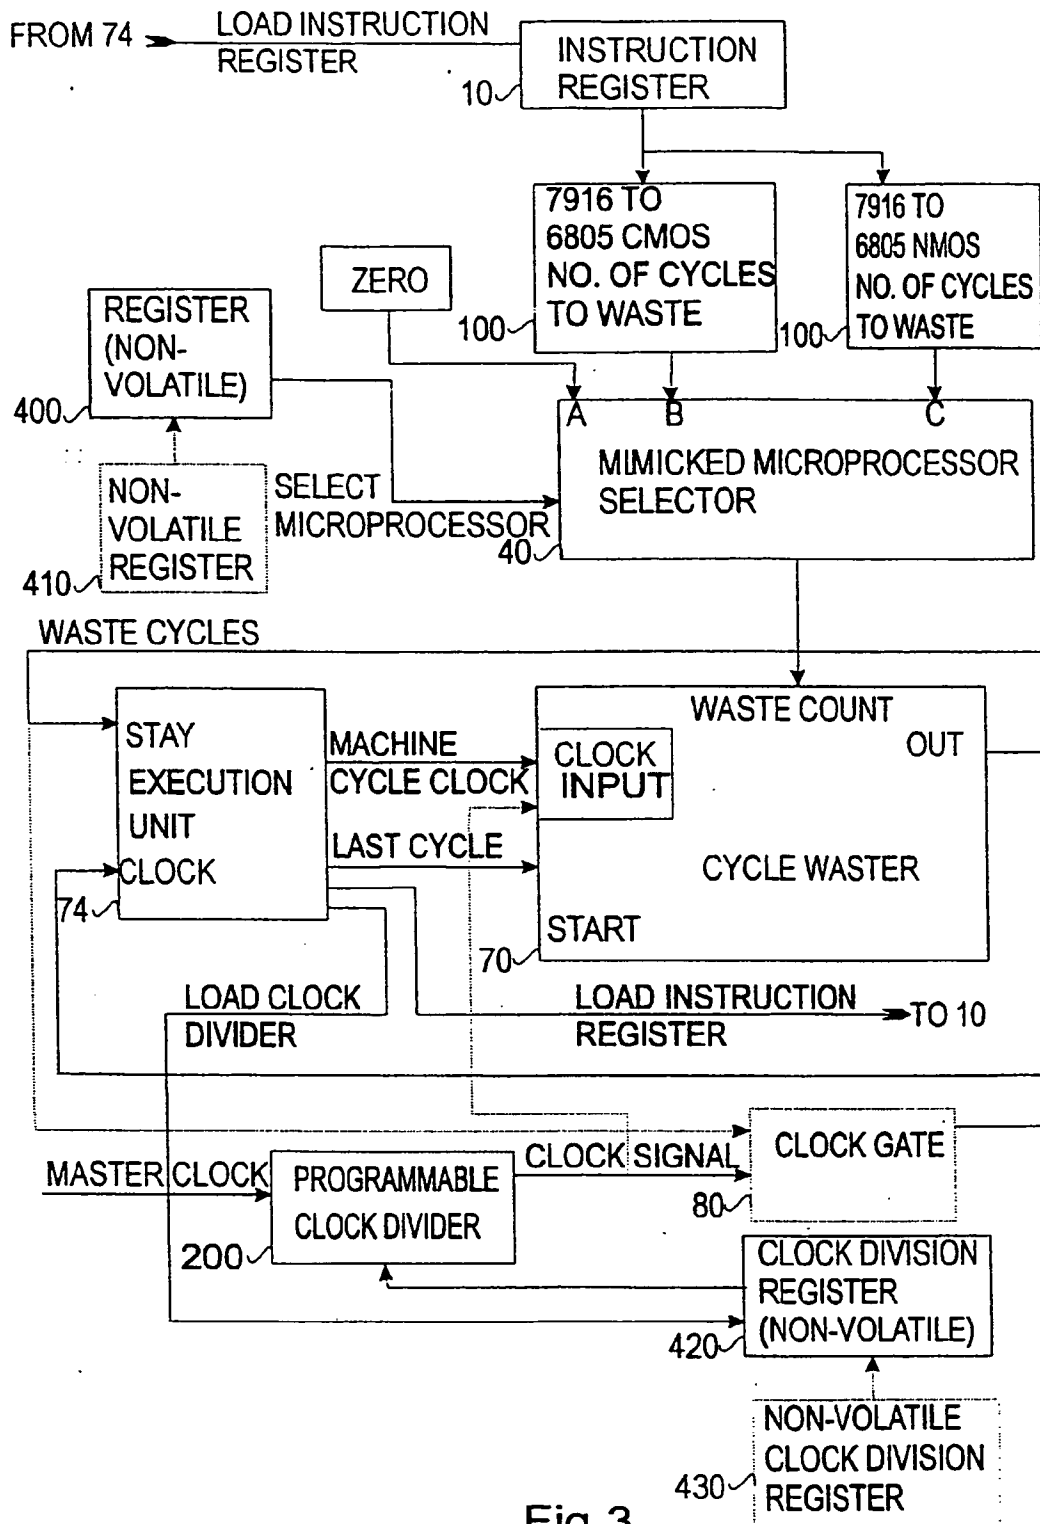 FROM 74
LOAD INSTRUCTION
REGISTER
INSTRUCTION
REGISTER
10
7916 TO
6805 CMOS
NO. OF CYCLES
TO WASTE
100
7916 TO
6805 NMOS
NO. OF CYCLES
TO WASTE
100
ZERO
REGISTER
(NON-
VOLATILE)
400
A
B
C
MIMICKED MICROPROCESSOR
SELECTOR
40
SELECT
MICROPROCESSOR
NON-
VOLATILE
REGISTER
410
WASTE CYCLES
STAY
EXECUTION
UNIT
CLOCK
74
MACHINE
CYCLE CLOCK
LAST CYCLE
WASTE COUNT
OUT
CLOCK
INPUT
CYCLE WASTER
START
70
LOAD CLOCK
DIVIDER
LOAD INSTRUCTION
REGISTER
TO 10
MASTER CLOCK
PROGRAMMABLE
CLOCK DIVIDER
200
CLOCK SIGNAL
CLOCK GATE
80
CLOCK DIVISION
REGISTER
(NON-VOLATILE)
420
NON-VOLATILE
CLOCK DIVISION
REGISTER
430
Fig. 3